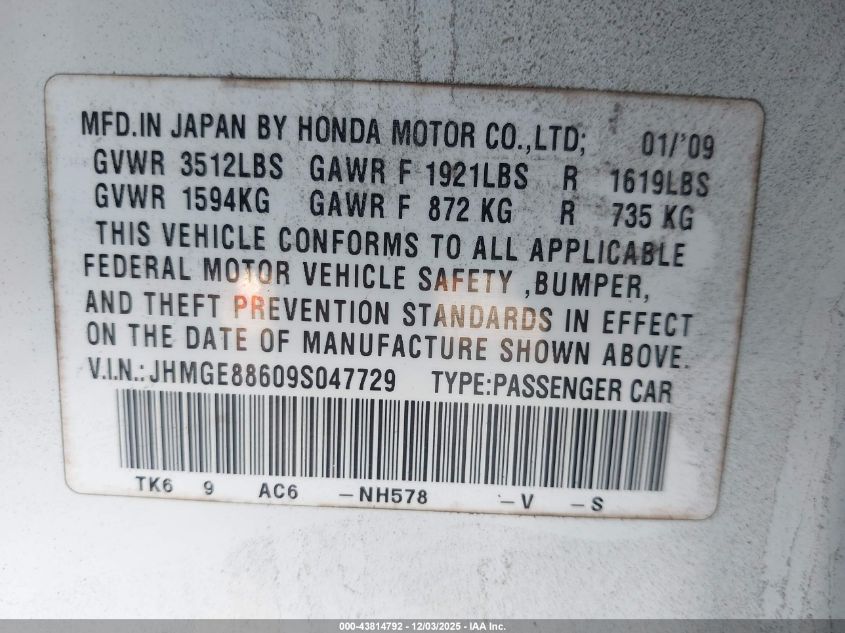 MFD.IN JAPAN BY HONDA MOTOR CO.,LTD; 01/'09
GVWR 3512LBS GAWR F 1921LBS R 1619LBS
GVWR 1594KG GAWR F 872 KG R 735 KG
THIS VEHICLE CONFORMS TO ALL APPLICABLE
FEDERAL MOTOR VEHICLE SAFETY ,BUMPER,
AND THEFT PREVENTION STANDARDS IN EFFECT
ON THE DATE OF MANUFACTURE SHOWN ABOVE.
V.I.N.: JHMGE88609S047729 TYPE:PASSENGER CAR
TK6 9 AC6 -NH578 -V -S
000-43814792 - 12/03/2025 - IAA Inc.